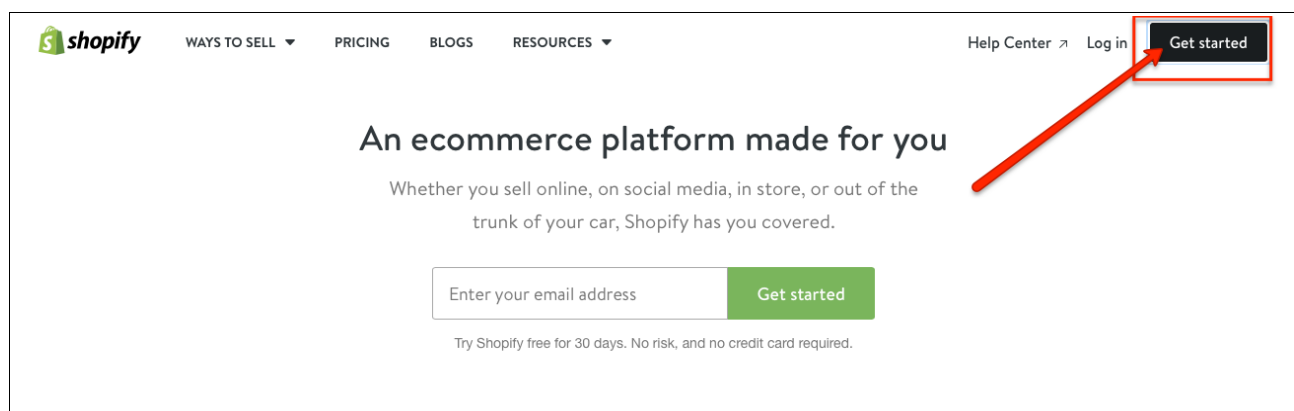 shopify WAYS TO SELL PRICING BLOGS RESOURCES Help Center Log in Get started
An ecommerce platform made for you
Whether you sell online, on social media, in store, or out of the
trunk of your car, Shopify has you covered.
Enter your email address Get started
Try Shopify free for 30 days. No risk, and no credit card required.